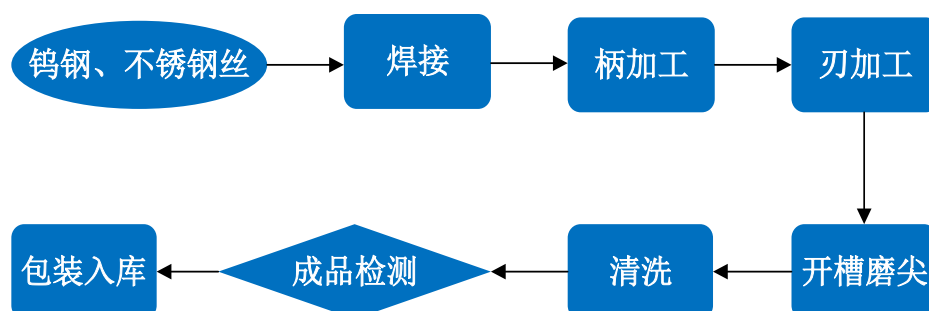 钨钢、不锈钢丝
焊接
柄加工
刃加工
开槽磨尖
清洗
成品检测
包装入库